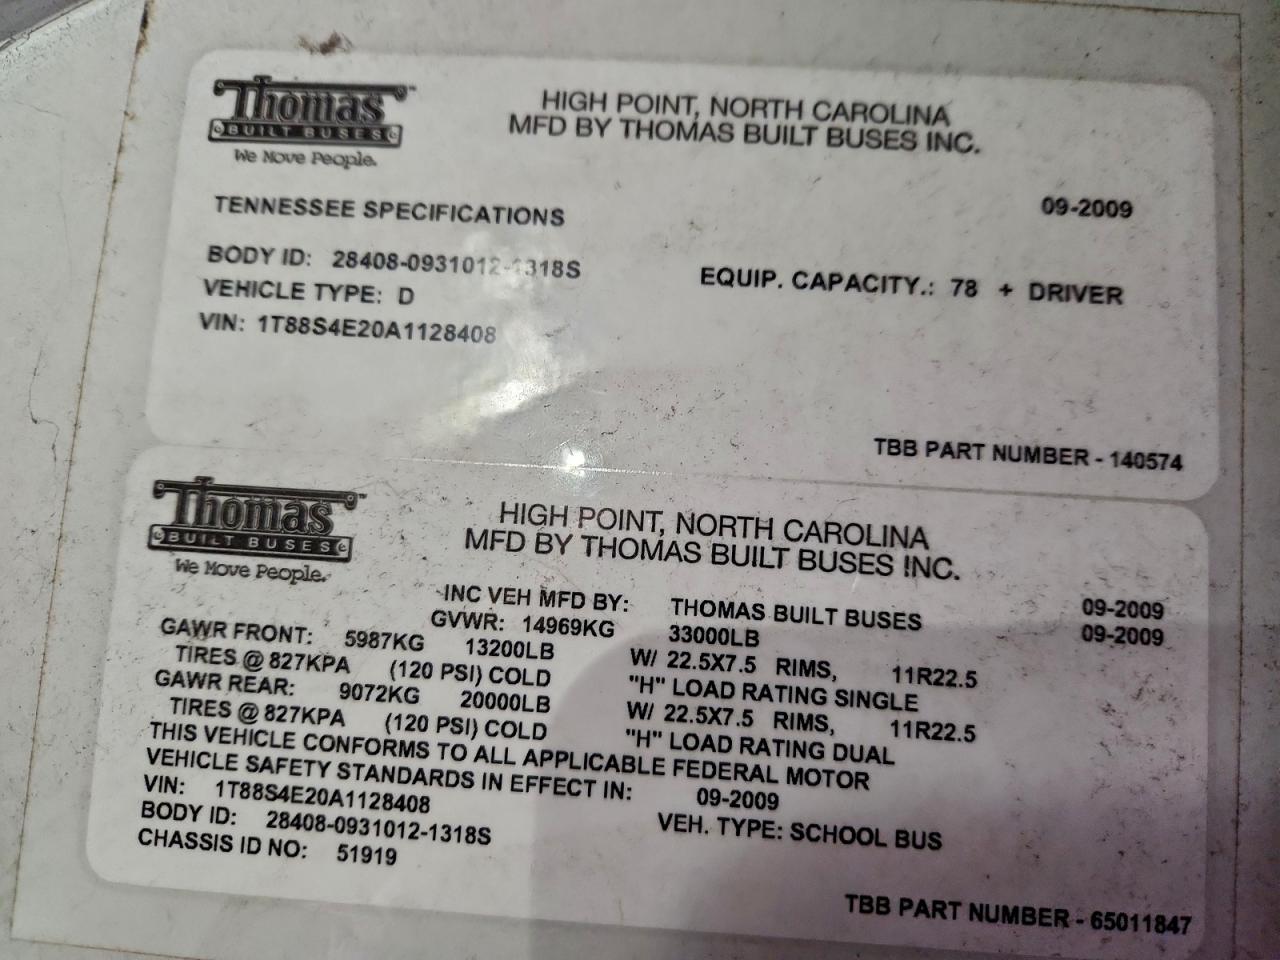 Thomas™
BUILT BUSES
We Move People.
HIGH POINT, NORTH CAROLINA
MFD BY THOMAS BUILT BUSES INC.
TENNESSEE SPECIFICATIONS 09-2009
BODY ID: 28408-0931012-1318S
EQUIP. CAPACITY.: 78 + DRIVER
VEHICLE TYPE: D
VIN: 1T88S4E20A1128408
TBB PART NUMBER - 140574
Thomas™
BUILT BUSES
We Move People.
HIGH POINT, NORTH CAROLINA
MFD BY THOMAS BUILT BUSES INC.
INC VEH MFD BY: THOMAS BUILT BUSES 09-2009
GVWR: 14969KG 33000LB 09-2009
GAWR FRONT: 5987KG 13200LB W/ 22.5X7.5 RIMS, 11R22.5
TIRES @ 827KPA (120 PSI) COLD "H" LOAD RATING SINGLE
GAWR REAR: 9072KG 20000LB W/ 22.5X7.5 RIMS, 11R22.5
TIRES @ 827KPA (120 PSI) COLD "H" LOAD RATING DUAL
THIS VEHICLE CONFORMS TO ALL APPLICABLE FEDERAL MOTOR
VEHICLE SAFETY STANDARDS IN EFFECT IN: 09-2009
VIN: 1T88S4E20A1128408
BODY ID: 28408-0931012-1318S VEH. TYPE: SCHOOL BUS
CHASSIS ID NO: 51919
TBB PART NUMBER - 65011847